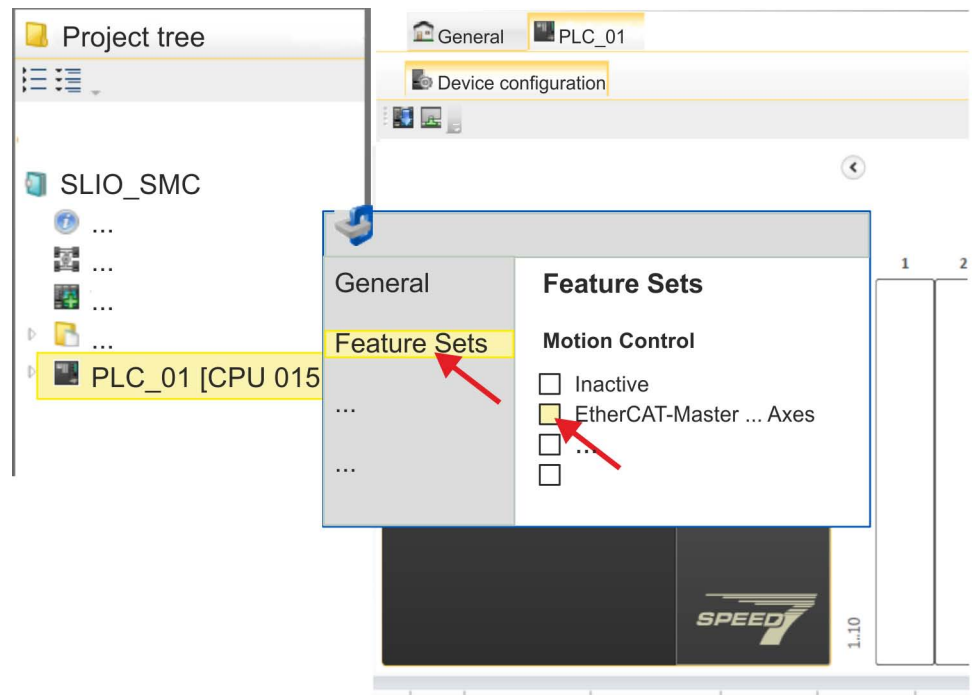 Project tree
SLIO_SMC
...
...
...
...
PLC_01 [CPU 015
General
PLC_01
Device configuration
General
Feature Sets
...
...
Feature Sets
Motion Control
Inactive
EtherCAT-Master ... Axes
...
1
2
SPEED7
1..10